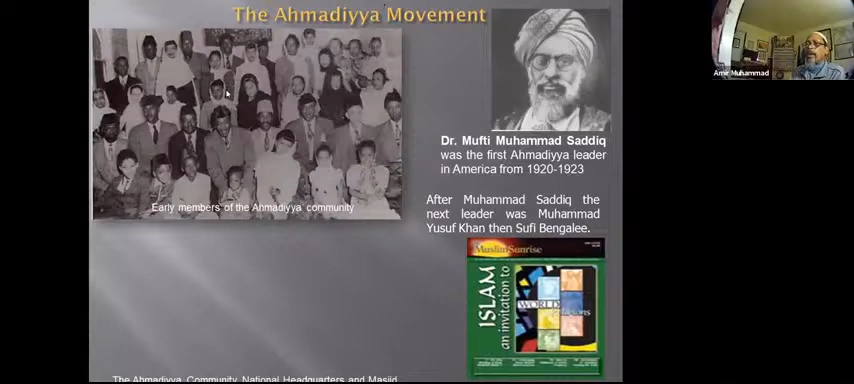 The Ahmadiyya Movement
Amir Muhammad
Dr. Mufti Muhammad Saddiq
was the first Ahmadiyya leader
in America from 1920-1923
Early members of the Ahmadiyya community
After Muhammad Saddiq the
next leader was Muhammad
Yusuf Khan then Sufi Bengalee.
Muslim Sunrise
ISLAM
an invitation to
WORLD
The Ahmadiyya Community National Headquarters and Masjid